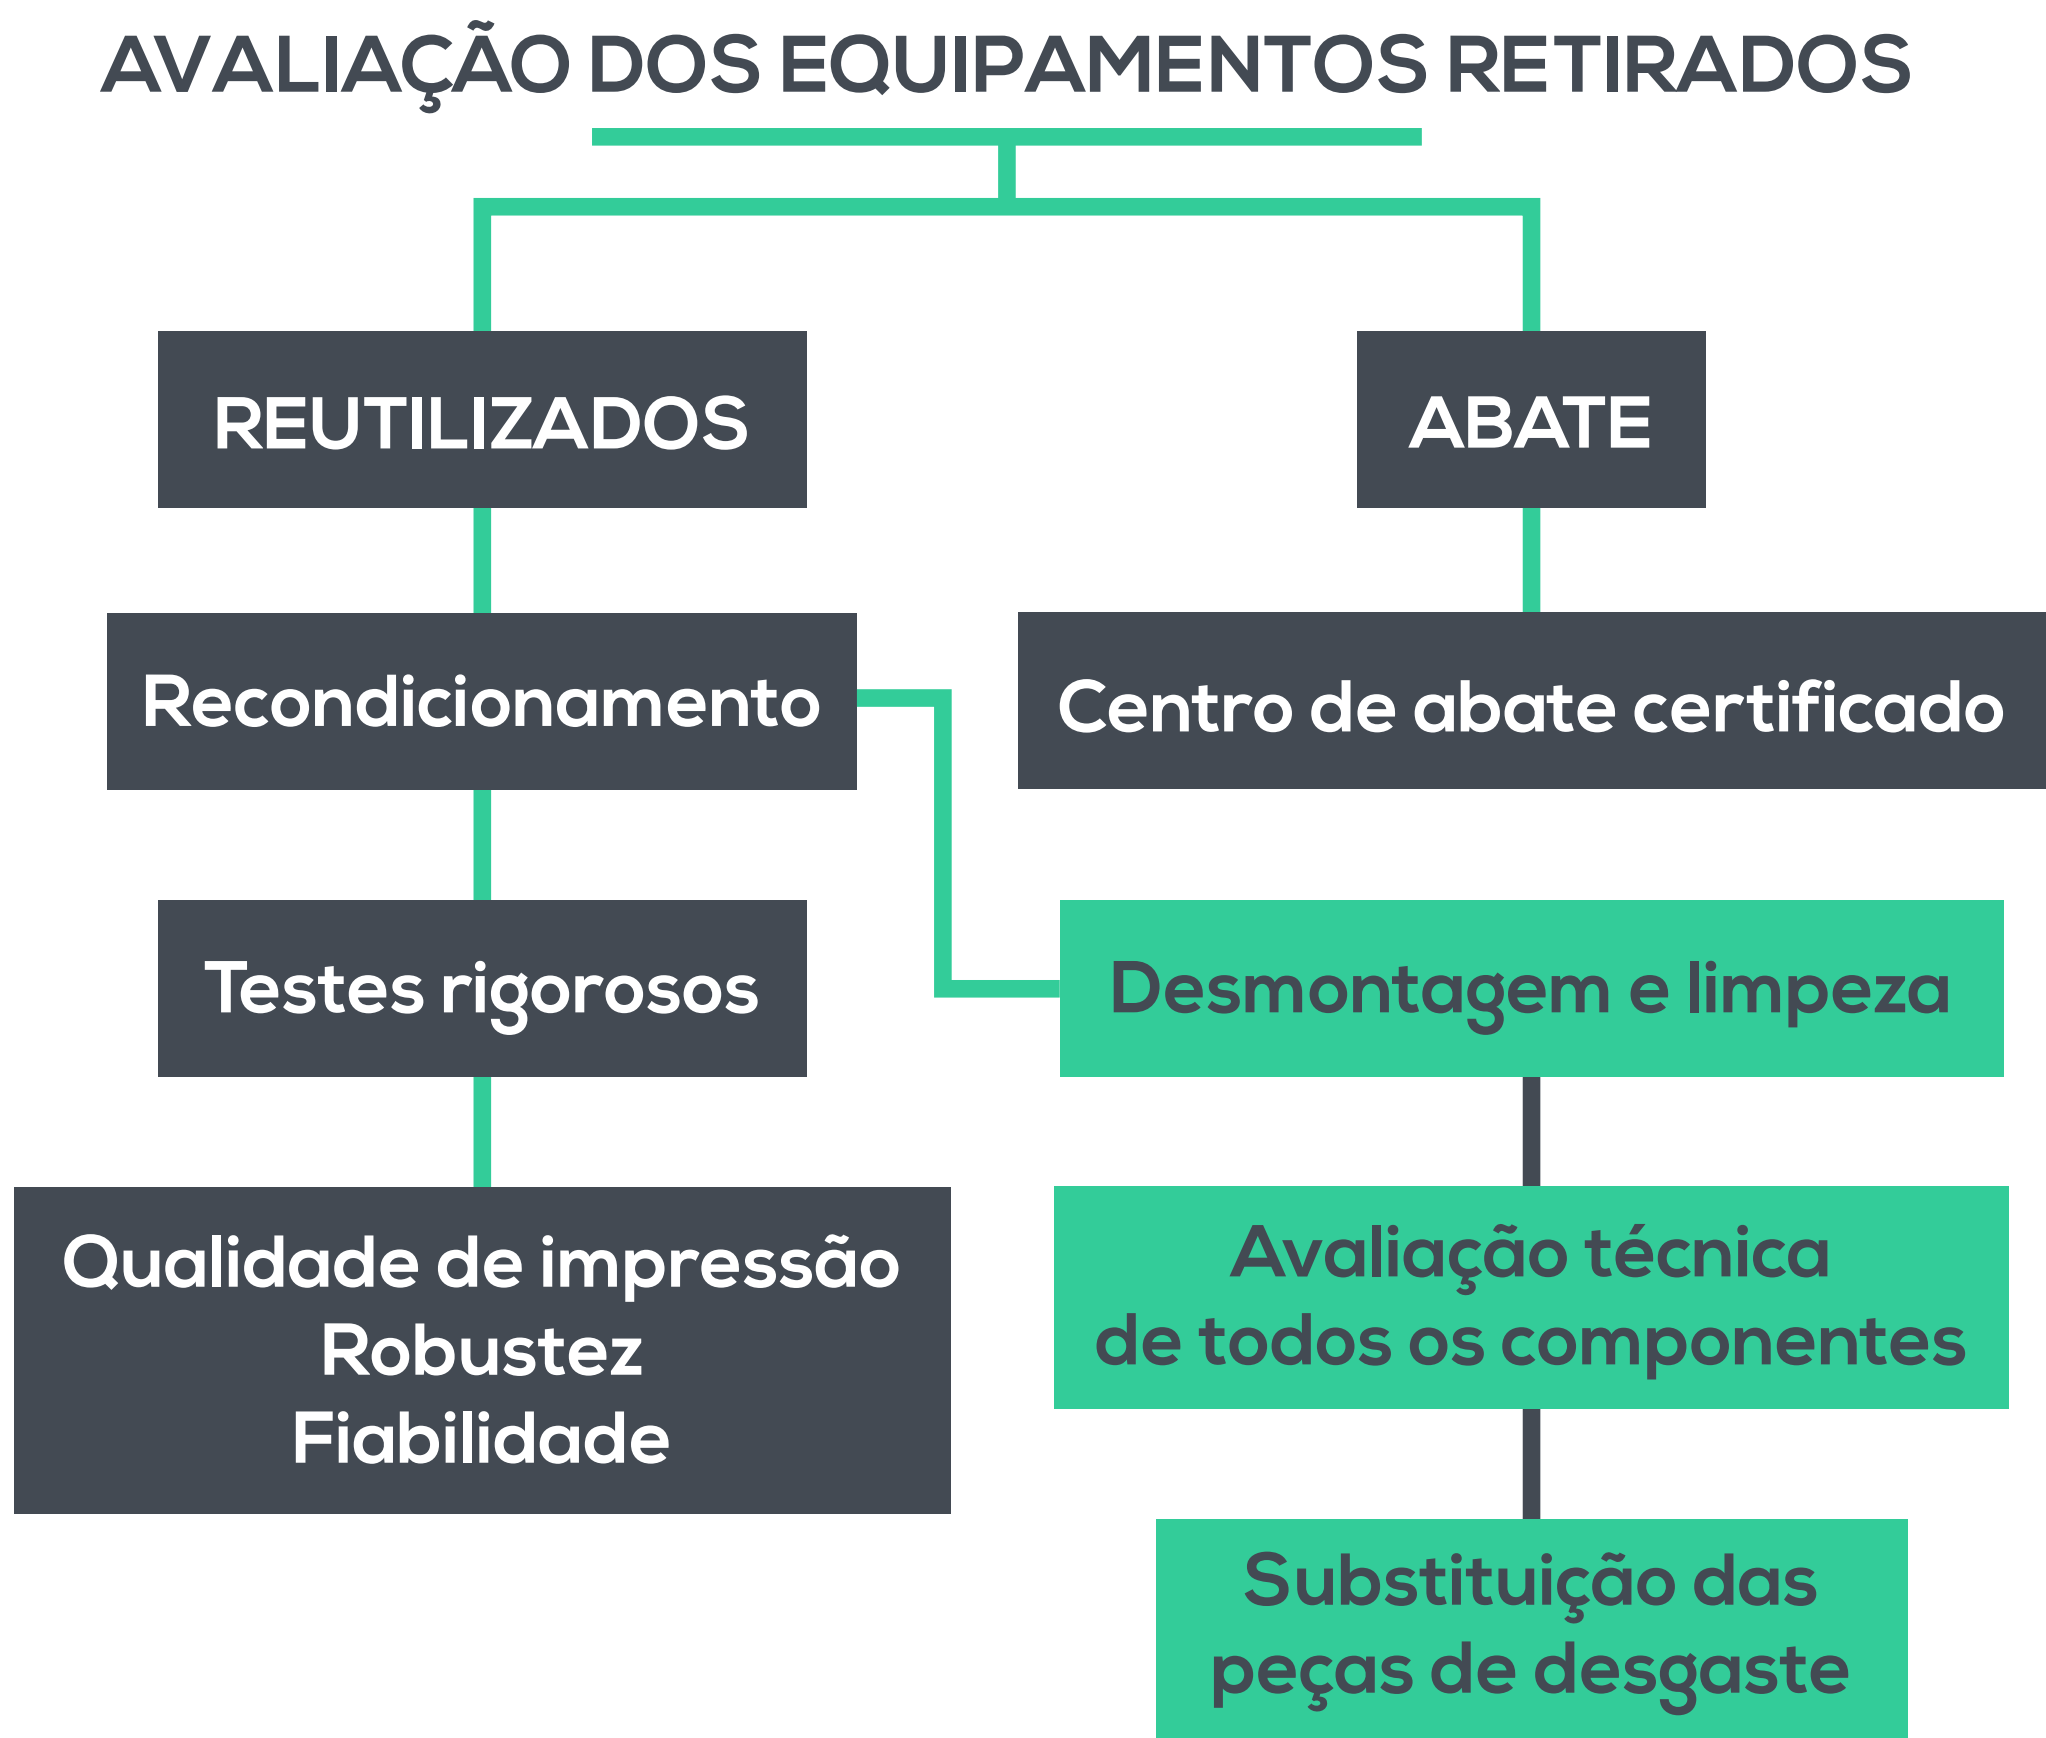 AVALIAÇÃO DOS EQUIPAMENTOS RETIRADOS
REUTILIZADOS
ABATE
Recondicionamento
Centro de abate certificado
Testes rigorosos
Desmontagem e limpeza
Qualidade de impressão
Robustez
Fiabilidade
Avaliação técnica
de todos os componentes
Substituição das
peças de desgaste